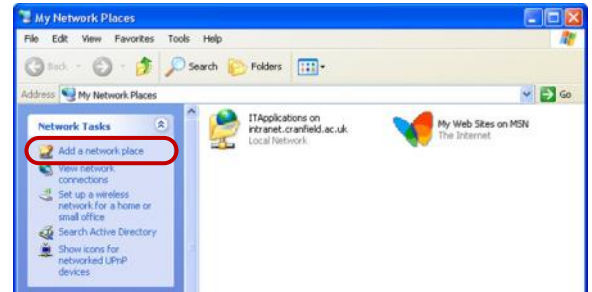 My Network Places
File Edit View Favorites Tools Help
Back Search Folders
Address My Network Places Go
Network Tasks
Add a network place
View network
connections
Set up a wireless
network for a home or
small office
Search Active Directory
Show icons for
networked UPnP
devices
ITApplications on
intranet.cranfield.ac.uk
Local Network
My Web Sites on MSN
The Internet